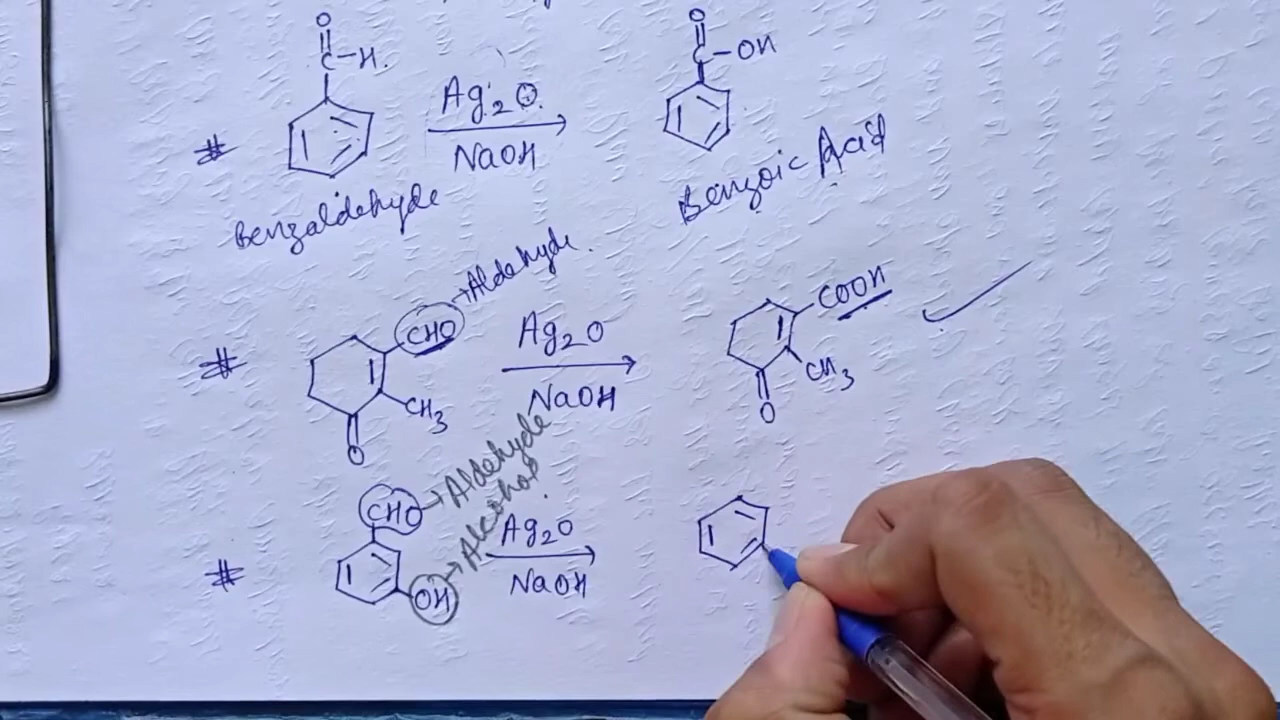 O
C-H.
#
Ag2O.
NaOH
Benzaldehyde
O
C-OH
Benzoic Acid
#
CHO
→Aldehyde.
CH3
O
Ag2O
NaOH
COOH
CH3
O
#
CHO →Aldehyde
OH →Alcohol
Ag2O
NaOH